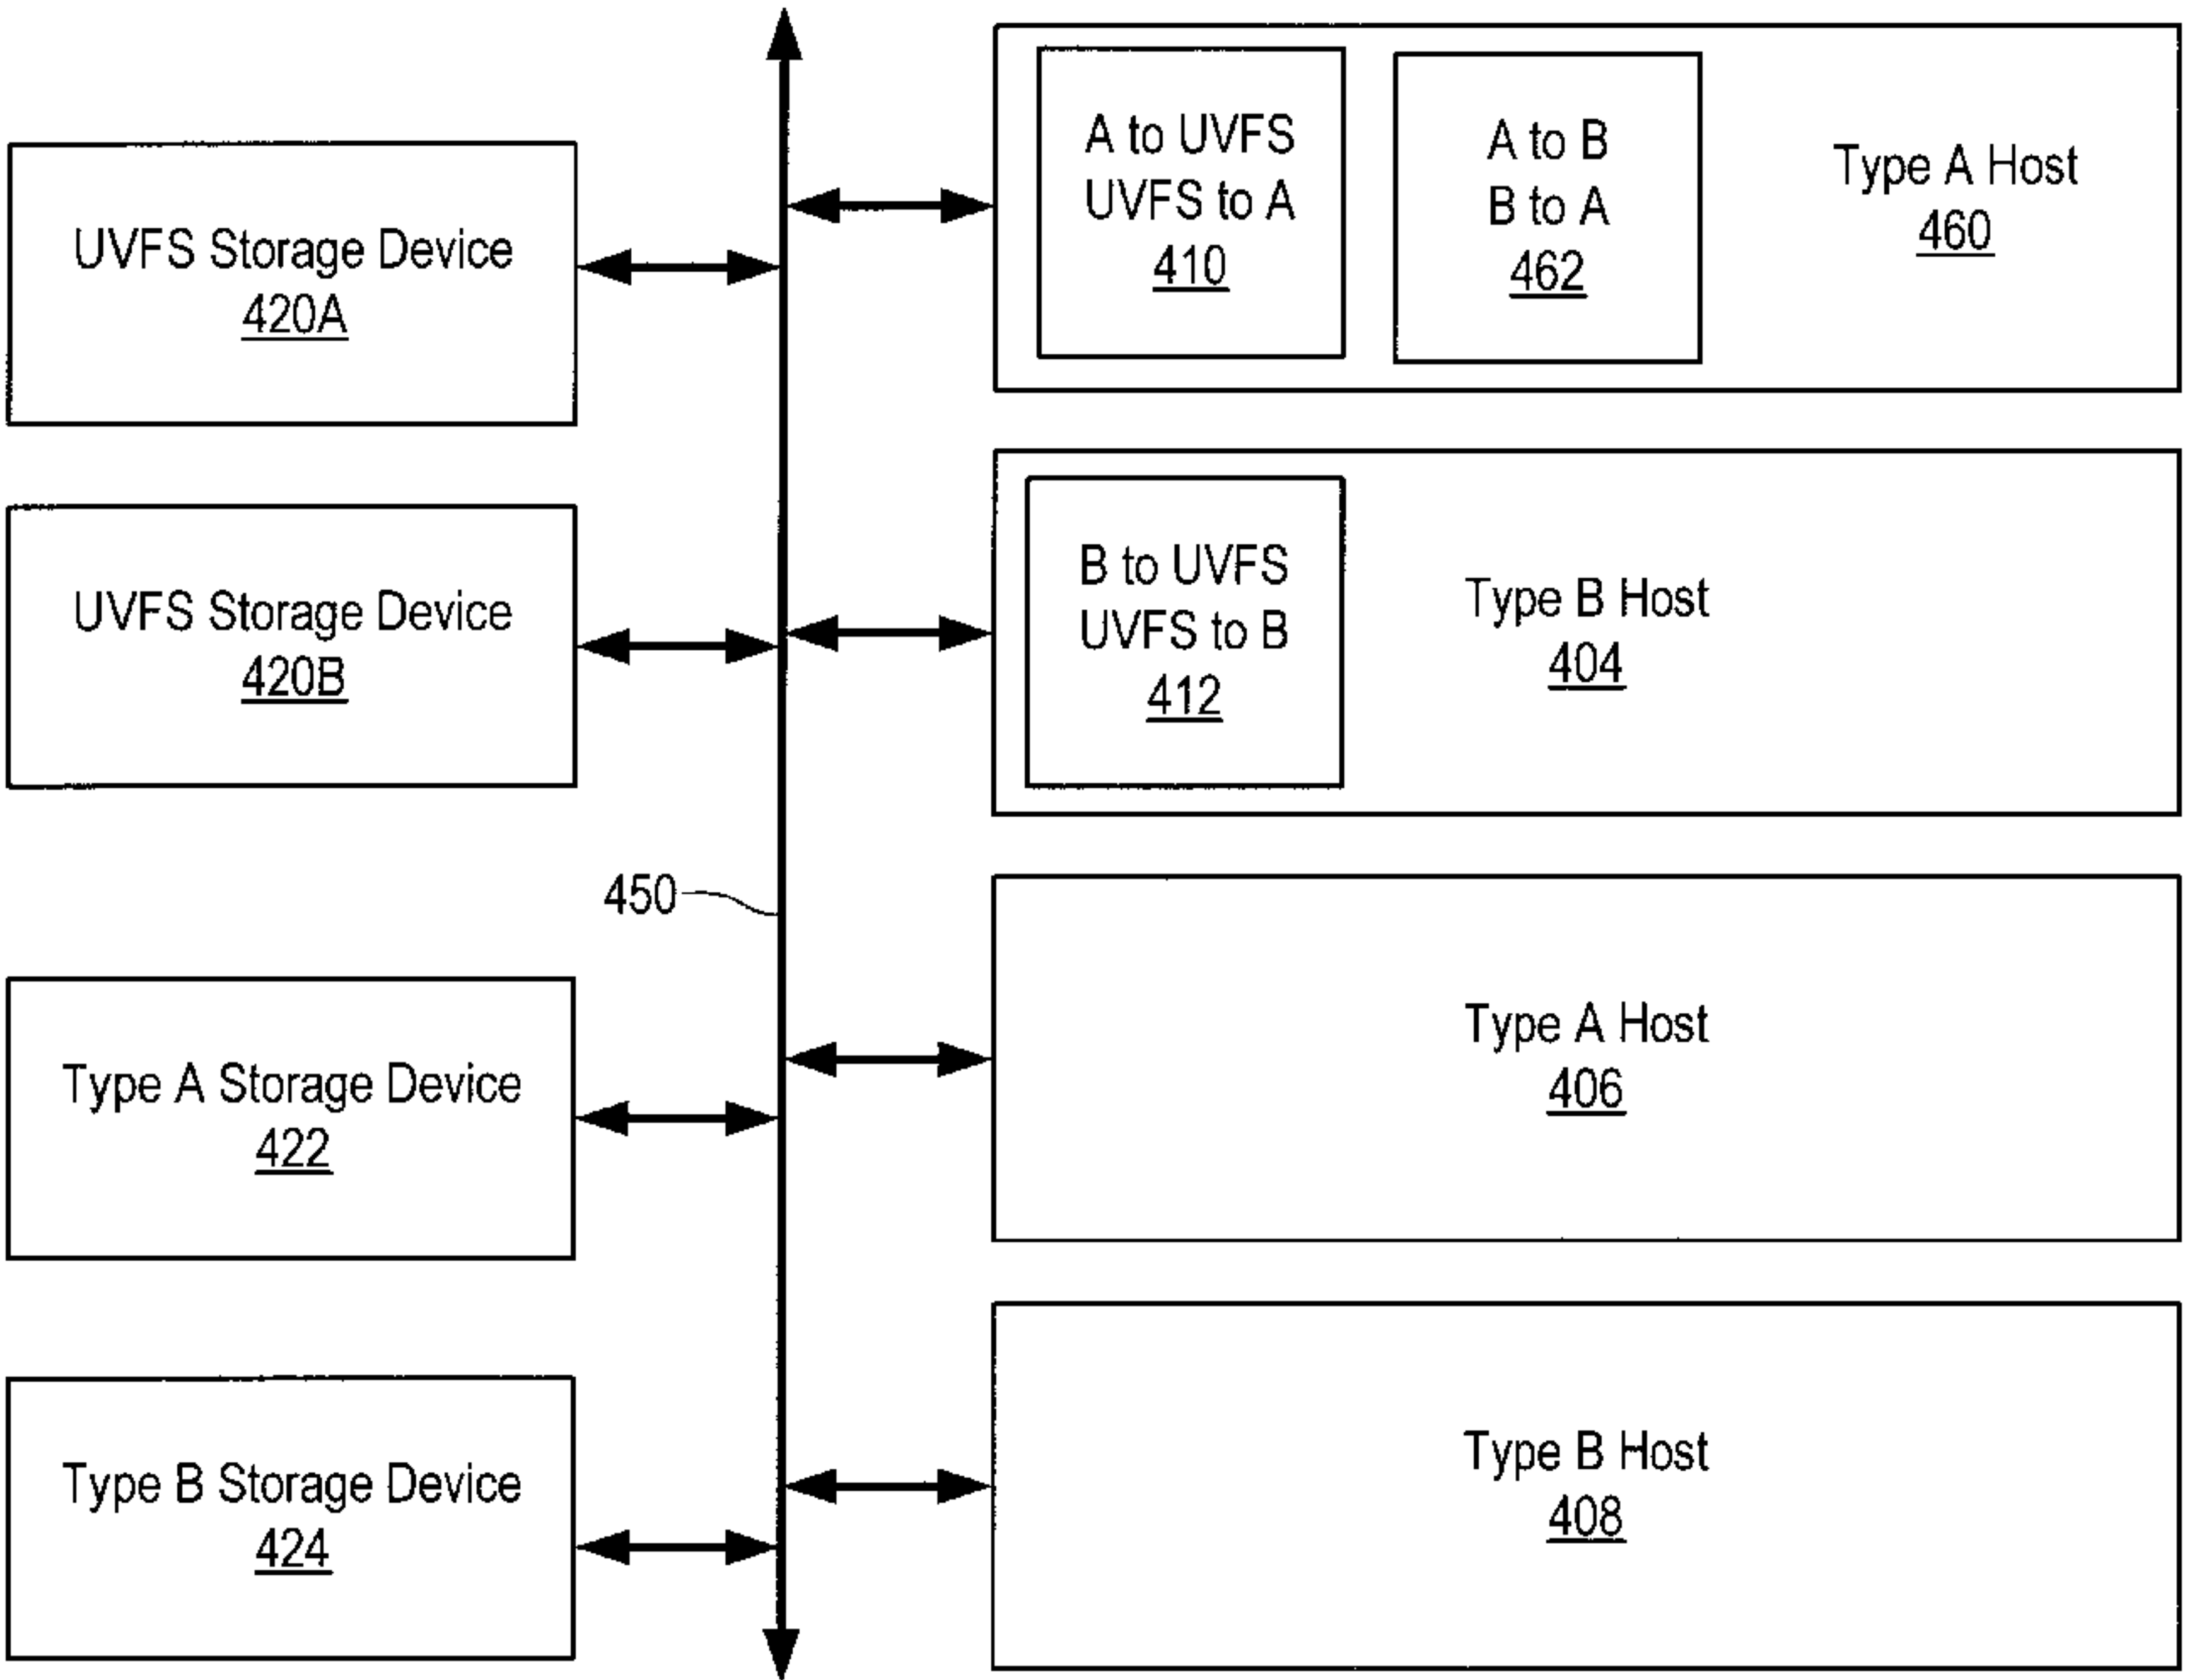 UVFS Storage Device
420A
UVFS Storage Device
420B
Type A Storage Device
422
Type B Storage Device
424
450
A to UVFS
UVFS to A
410
A to B
B to A
462
Type A Host
460
B to UVFS
UVFS to B
412
Type B Host
404
Type A Host
406
Type B Host
408